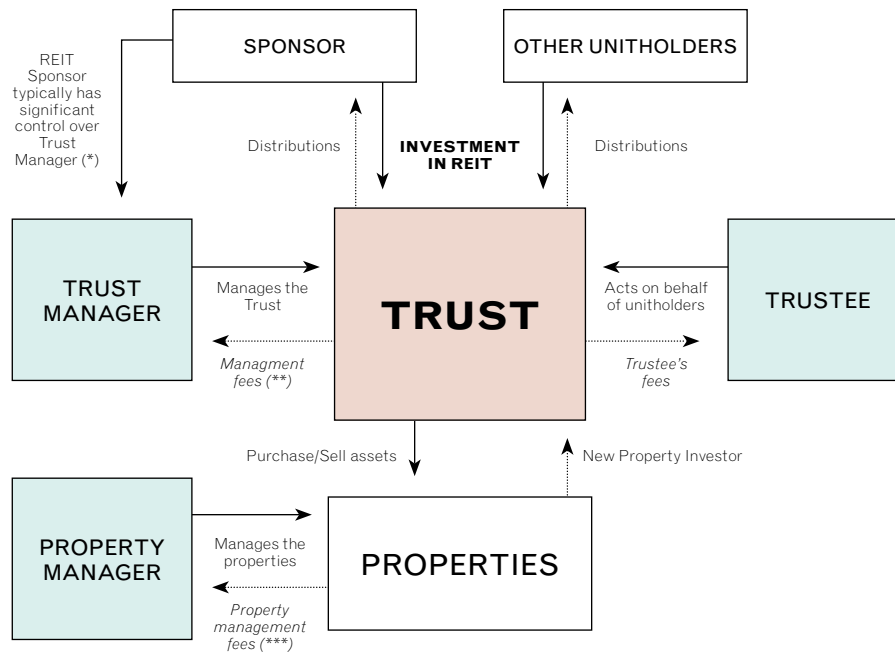 SPONSOR
OTHER UNITHOLDERS
REIT
Sponsor
typically has
significant
control over
Trust
Manager (*)
Distributions
INVESTMENT
IN REIT
Distributions
TRUST
MANAGER
Manages the
Trust
Managment
fees (**)
TRUST
Acts on behalf
of unitholders
Trustee's
fees
TRUSTEE
Purchase/Sell assets
New Property Investor
PROPERTY
MANAGER
Manages the
properties
Property
management
fees (***)
PROPERTIES